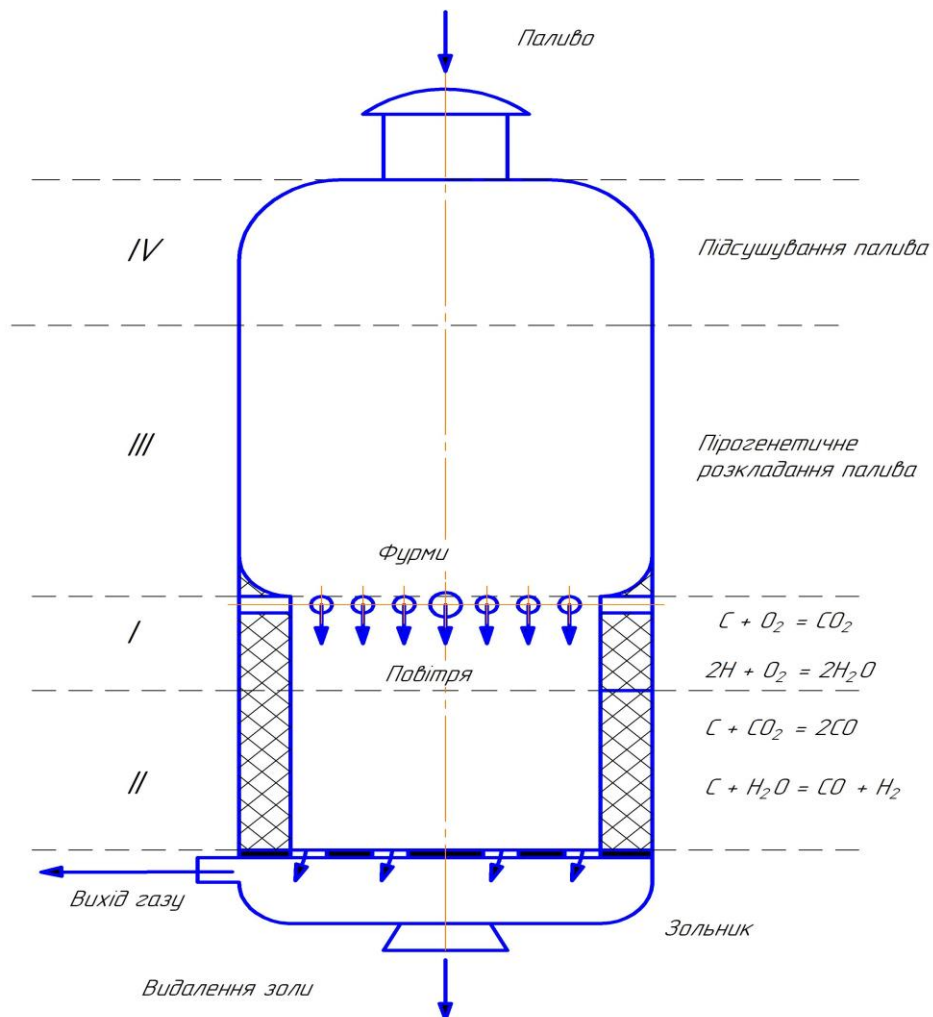 Паливо
IV
Підсушування палива
III
Пірогенетичне
розкладання палива
Фурми
I
C + O₂ = CO₂
Повітря
2H + O₂ = 2H₂O
C + CO₂ = 2CO
II
C + H₂O = CO + H₂
Вихід газу
Зольник
Видалення золи